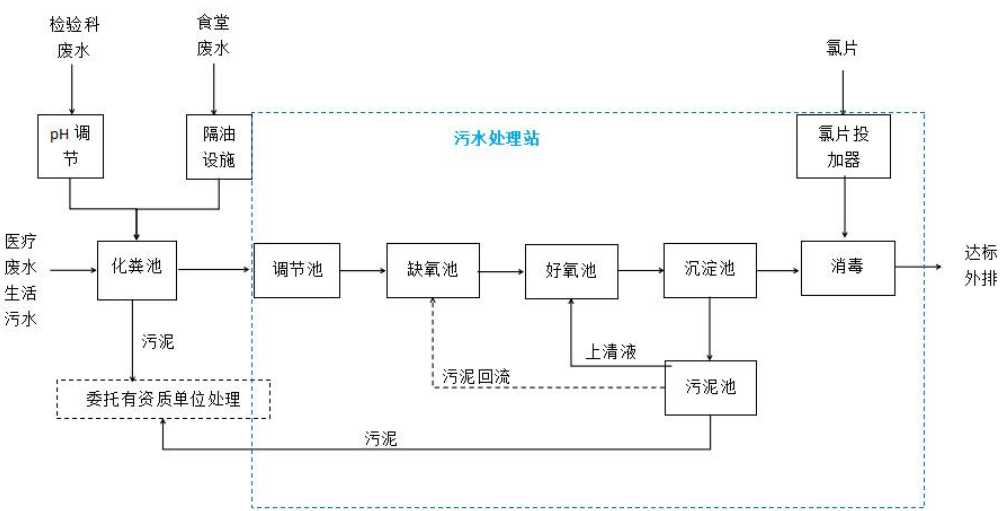 检验科
废水
食堂
废水
氯片
pH 调
节
隔油
设施
污水处理站
氯片投
加器
医疗
废水
生活
污水
化粪池
调节池
缺氧池
好氧池
沉淀池
消毒
达标
外排
污泥
上清液
污泥回流
污泥池
委托有资质单位处理
污泥